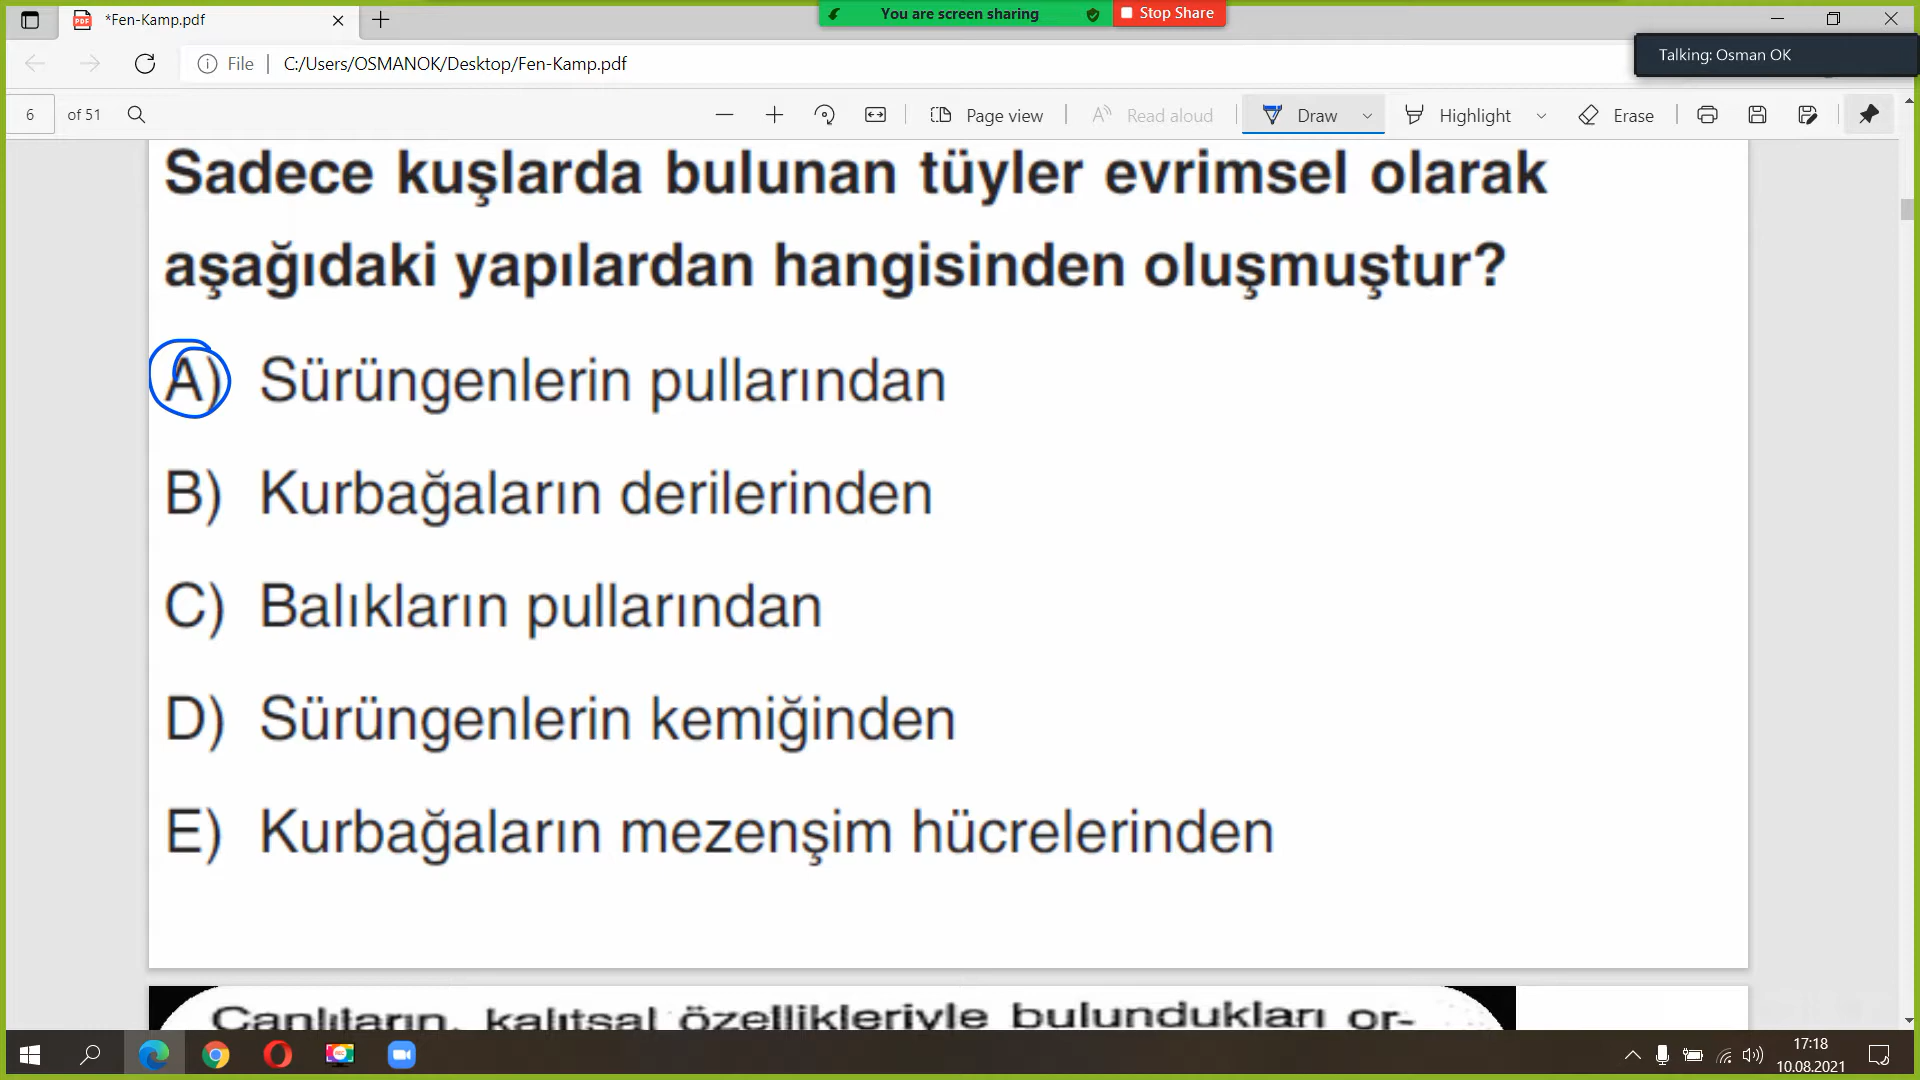 *Fen-Kamp.pdf
You are screen sharing
Stop Share
Talking: Osman OK
File
C:/Users/OSMANOK/Desktop/Fen-Kamp.pdf
6 of 51
Page view
Read aloud
Draw
Highlight
Erase
Sadece kuşlarda bulunan tüyler evrimsel olarak
aşağıdaki yapılardan hangisinden oluşmuştur?
A) Sürüngenlerin pullarından
B) Kurbağaların derilerinden
C) Balıkların pullarından
D) Sürüngenlerin kemiğinden
E) Kurbağaların mezenşim hücrelerinden
Canlıların, kalıtsal özellikleriyle bulundukları or-
17:18
10.08.2021